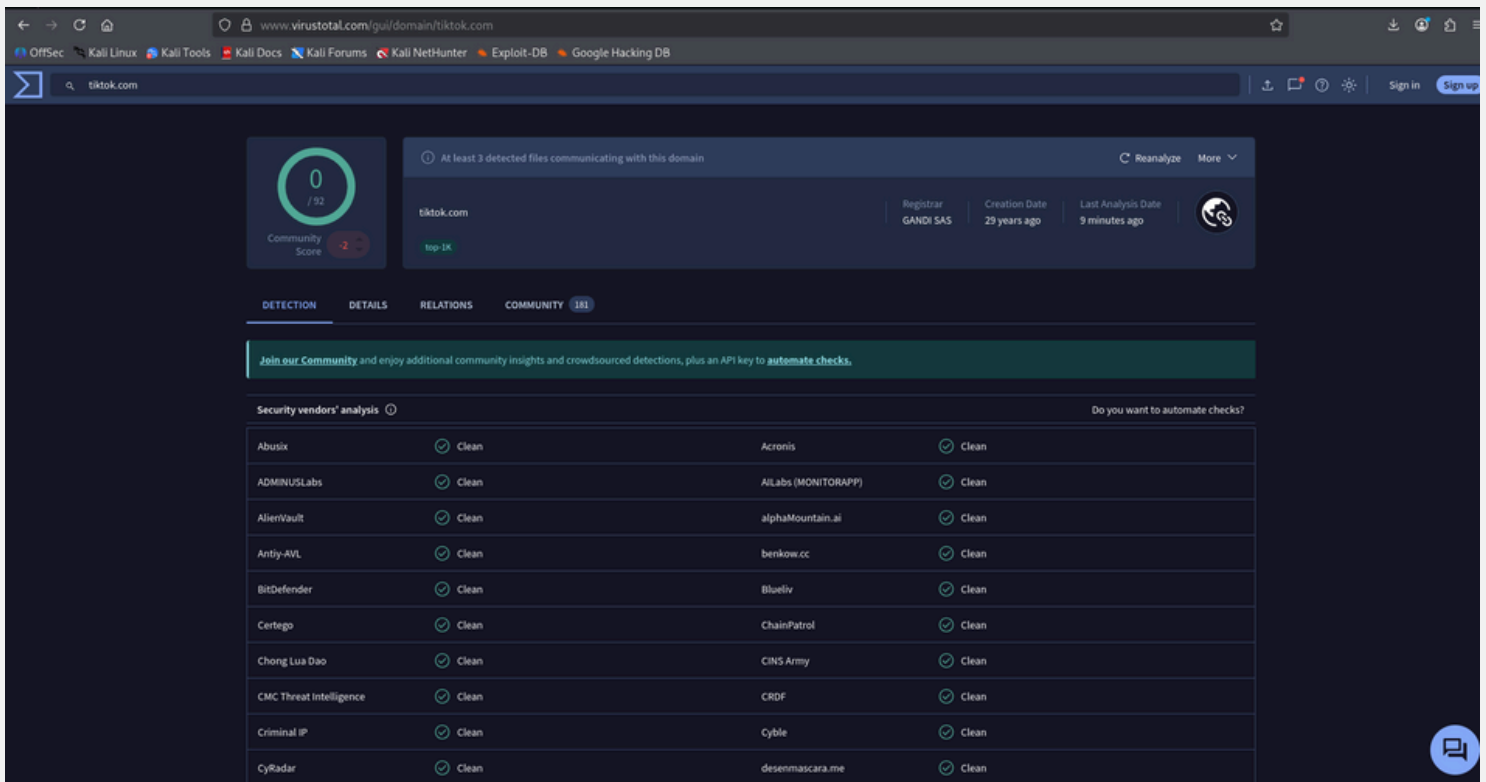 www.virustotal.com/gui/domain/tiktok.com
OffSec Kali Linux Kali Tools Kali Docs Kali Forums Kali NetHunter Exploit-DB Google Hacking DB
tiktok.com Sign in Sign up
At least 3 detected files communicating with this domain Reanalyze More
0
/ 92
Community Score -2
tiktok.com
top-1K
Registrar
GANDI SAS
Creation Date
29 years ago
Last Analysis Date
9 minutes ago
DETECTION DETAILS RELATIONS COMMUNITY 181
Join our Community and enjoy additional community insights and crowdsourced detections, plus an API key to automate checks.
Security vendors' analysis Do you want to automate checks?
Abusix Clean Acronis Clean
ADMINUSLabs Clean AILabs (MONITORAPP) Clean
AlienVault Clean alphaMountain.ai Clean
Antiy-AVL Clean benkow.cc Clean
BitDefender Clean Blueliv Clean
Certego Clean ChainPatrol Clean
Chong Lua Dao Clean CINS Army Clean
CMC Threat Intelligence Clean CRDF Clean
Criminal IP Clean Cyble Clean
CyRadar Clean desenmascara.me Clean